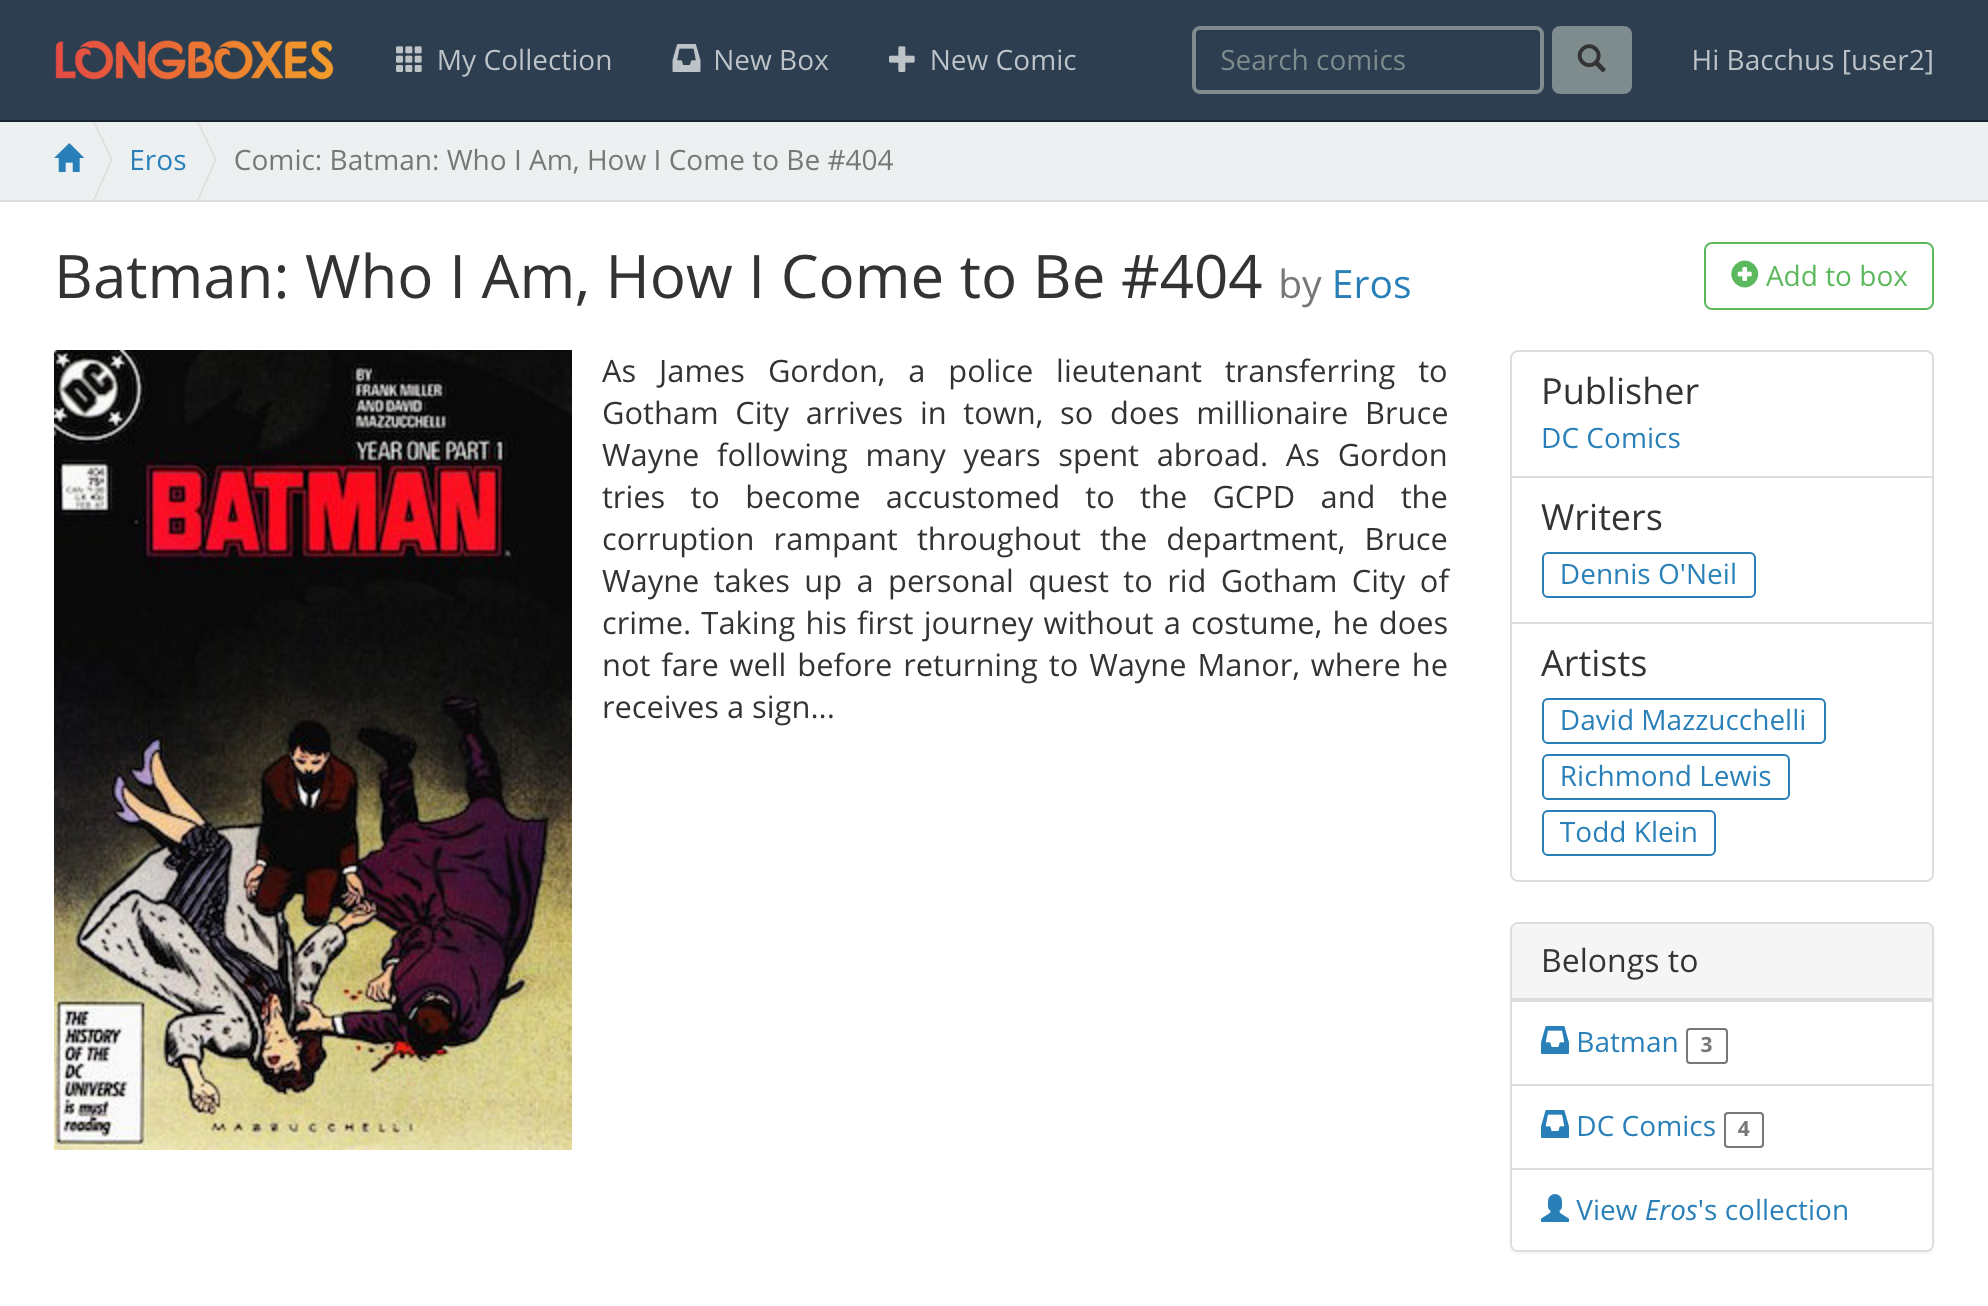 LONGBOXES My Collection New Box New Comic Search comics Hi Bacchus [user2]
Eros Comic: Batman: Who I Am, How I Come to Be #404
Batman: Who I Am, How I Come to Be #404 by Eros
Add to box
DC
BY
FRANK MILLER
AND DAVID
MAZZUCCHELLI
YEAR ONE PART 1
404
75¢
BATMAN
THE
HISTORY
OF THE
DC
UNIVERSE
is must
reading
MAZZUCCHELLI
As James Gordon, a police lieutenant transferring to
Gotham City arrives in town, so does millionaire Bruce
Wayne following many years spent abroad. As Gordon
tries to become accustomed to the GCPD and the
corruption rampant throughout the department, Bruce
Wayne takes up a personal quest to rid Gotham City of
crime. Taking his first journey without a costume, he does
not fare well before returning to Wayne Manor, where he
receives a sign...
Publisher
DC Comics
Writers
Dennis O'Neil
Artists
David Mazzucchelli
Richmond Lewis
Todd Klein
Belongs to
Batman 3
DC Comics 4
View Eros's collection